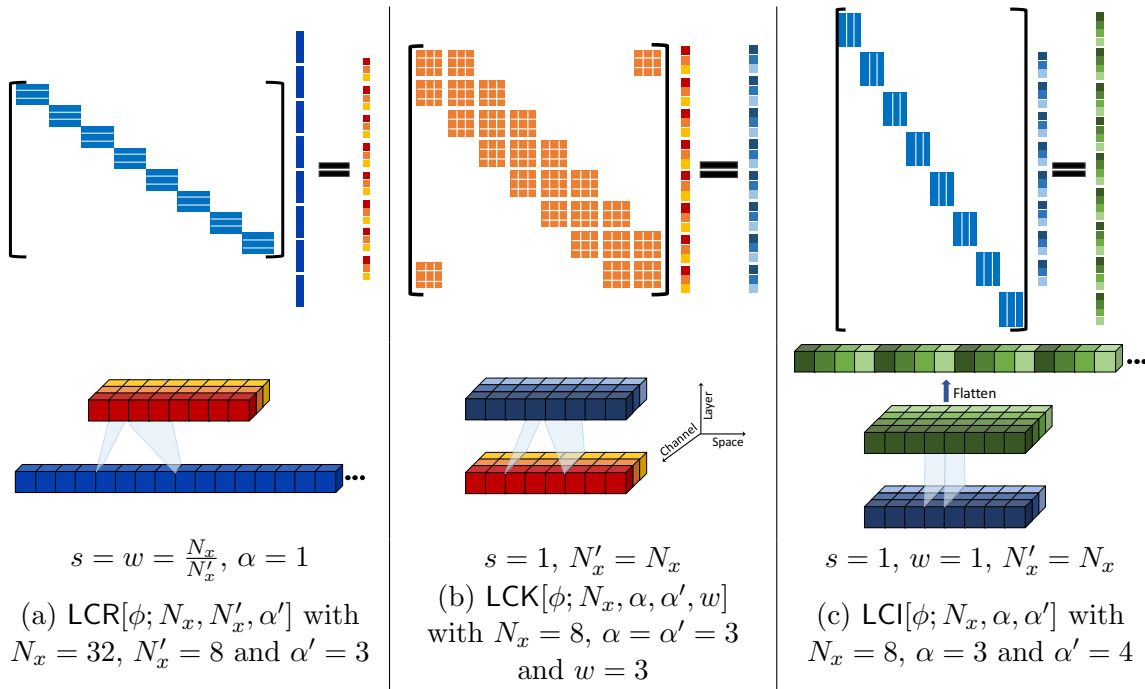 Flatten
Layer
Channel
Space
s = w = N_x/N'_x, α = 1
(a) LCR[ϕ; N_x, N'_x, α'] with
N_x = 32, N'_x = 8 and α' = 3
s = 1, N'_x = N_x
(b) LCK[ϕ; N_x, α, α', w]
with N_x = 8, α = α' = 3
and w = 3
s = 1, w = 1, N'_x = N_x
(c) LCI[ϕ; N_x, α, α'] with
N_x = 8, α = 3 and α' = 4